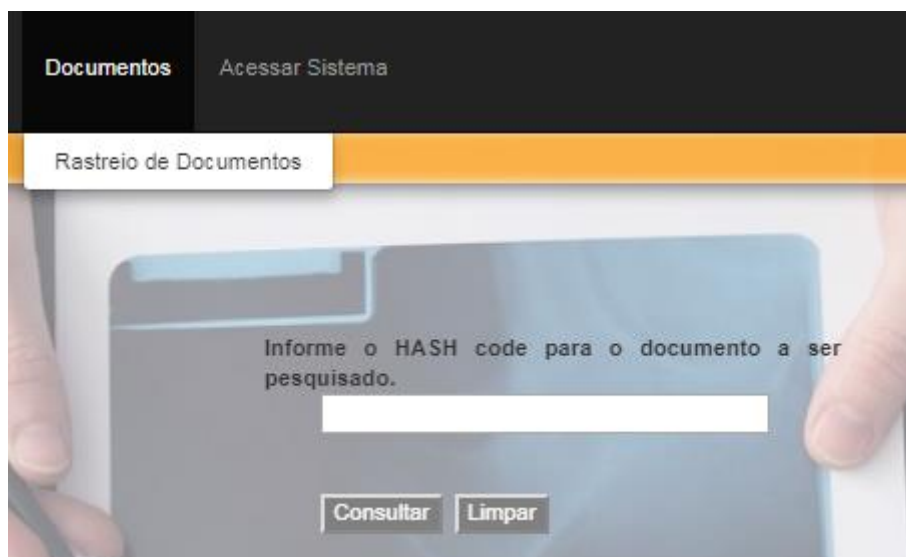 Documentos Acessar Sistema
Rastreio de Documentos
Informe o HASH code para o documento a ser
pesquisado.
Consultar Limpar